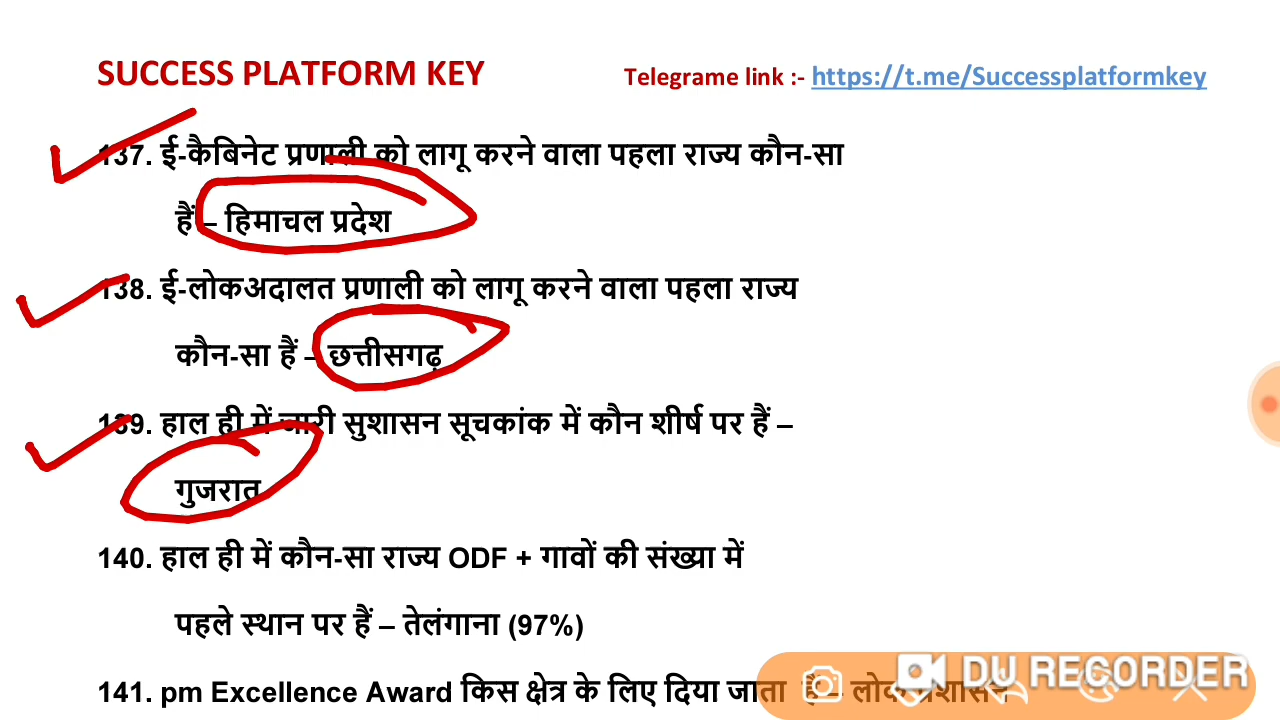 SUCCESS PLATFORM KEY Telegrame link :- https://t.me/Successplatformkey
137. ई-कैबिनेट प्रणाली को लागू करने वाला पहला राज्य कौन-सा
हैं – हिमाचल प्रदेश
138. ई-लोकअदालत प्रणाली को लागू करने वाला पहला राज्य
कौन-सा हैं – छत्तीसगढ़
139. हाल ही में जारी सुशासन सूचकांक में कौन शीर्ष पर हैं –
गुजरात
140. हाल ही में कौन-सा राज्य ODF + गावों की संख्या में
पहले स्थान पर हैं – तेलंगाना (97%)
141. pm Excellence Award किस क्षेत्र के लिए दिया जाता है – लोक प्रशासन
DU RECORDER